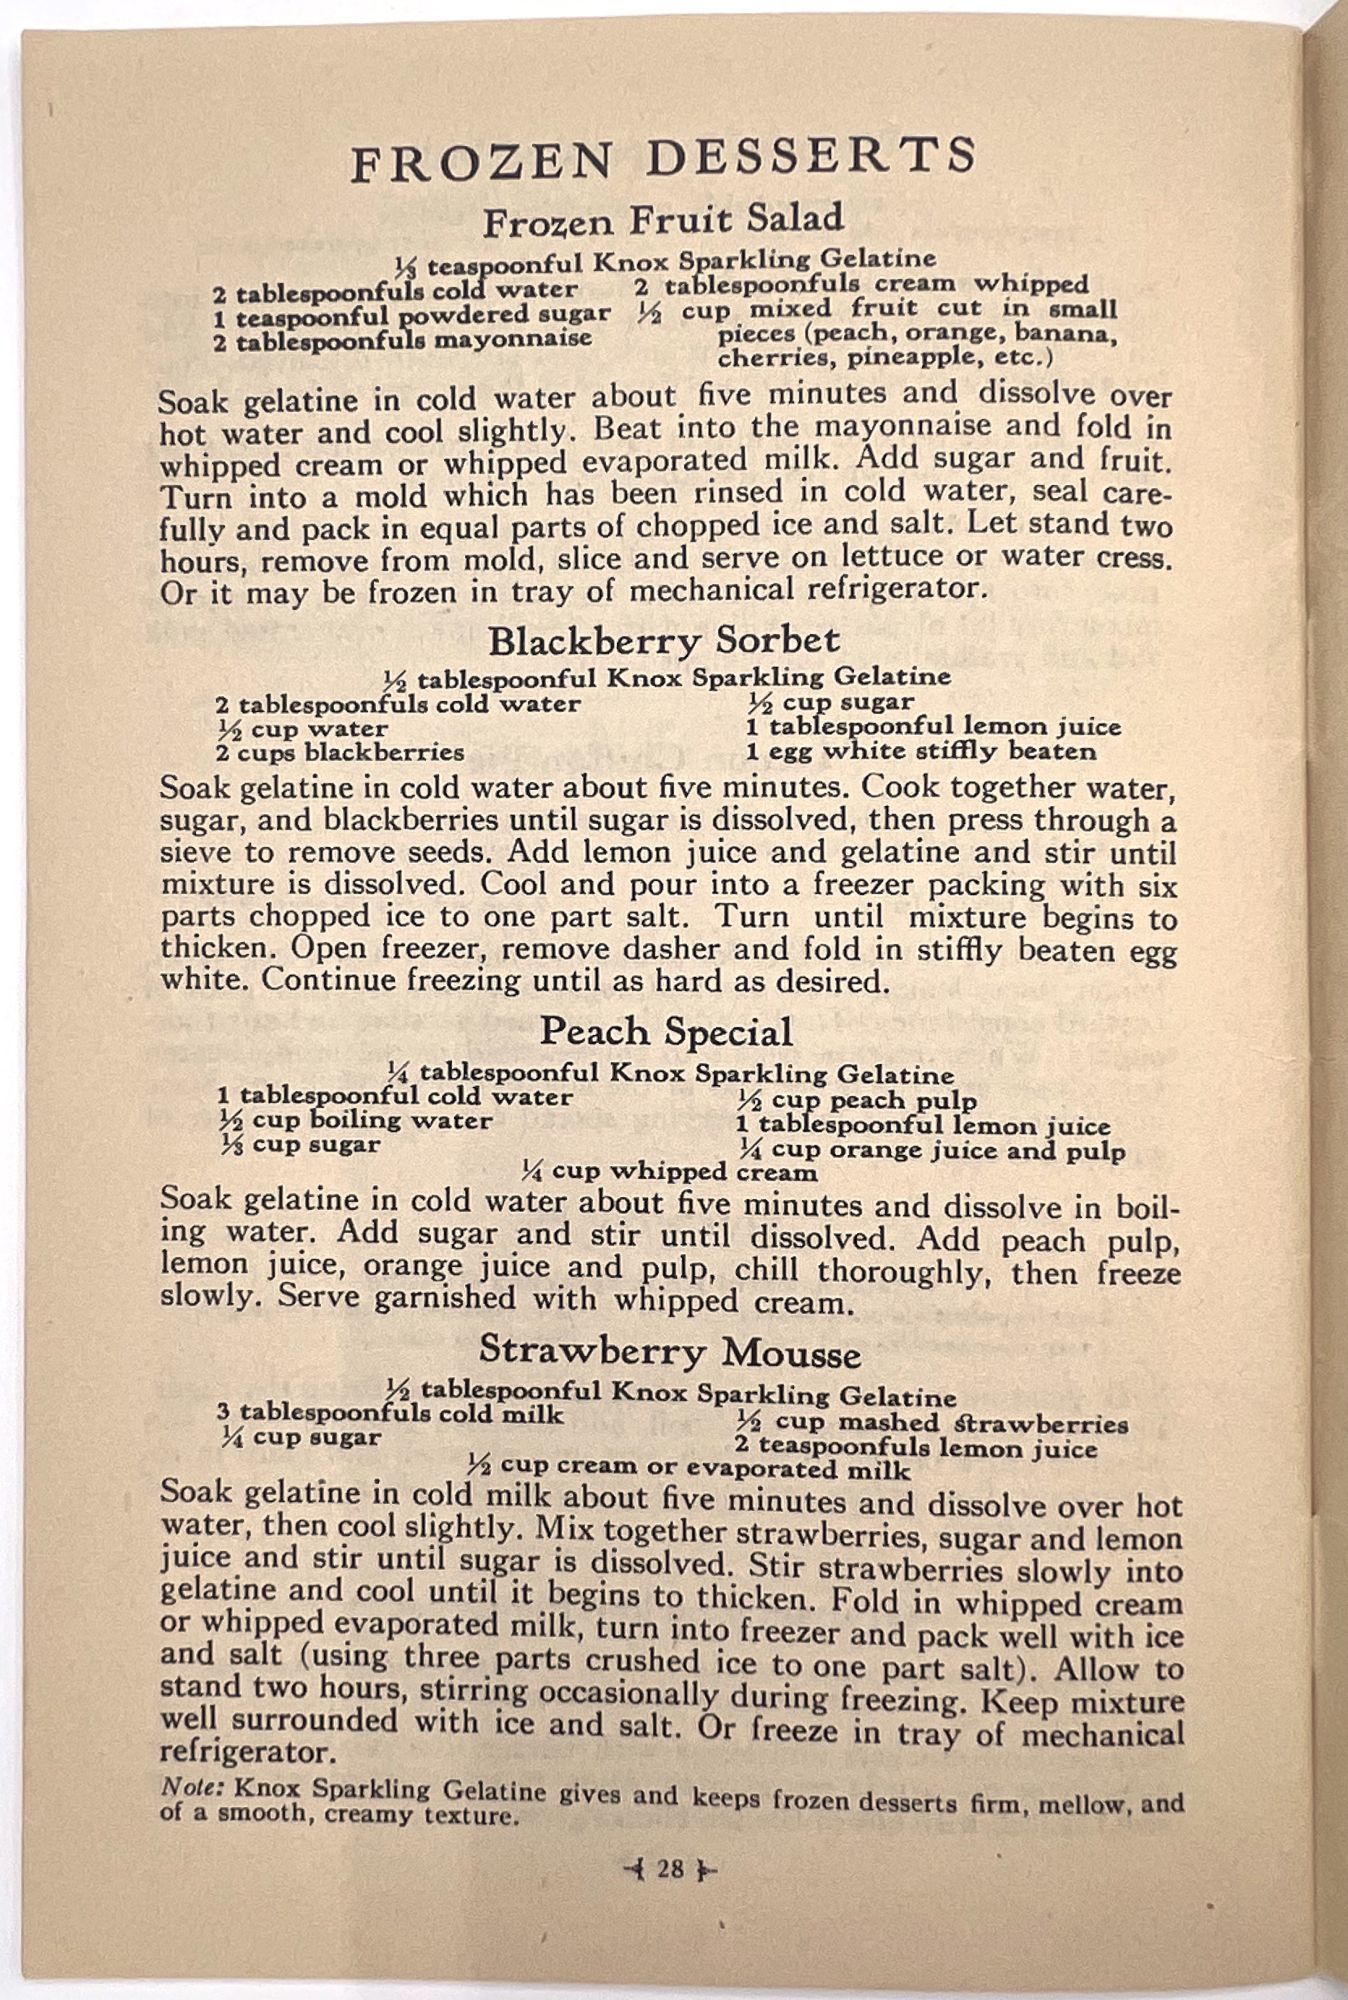 FROZEN DESSERTS
Frozen Fruit Salad
⅓ teaspoonful Knox Sparkling Gelatine
2 tablespoonfuls cold water
1 teaspoonful powdered sugar
2 tablespoonfuls mayonnaise
2 tablespoonfuls cream whipped
½ cup mixed fruit cut in small
pieces (peach, orange, banana,
cherries, pineapple, etc.)
Soak gelatine in cold water about five minutes and dissolve over
hot water and cool slightly. Beat into the mayonnaise and fold in
whipped cream or whipped evaporated milk. Add sugar and fruit.
Turn into a mold which has been rinsed in cold water, seal care-
fully and pack in equal parts of chopped ice and salt. Let stand two
hours, remove from mold, slice and serve on lettuce or water cress.
Or it may be frozen in tray of mechanical refrigerator.
Blackberry Sorbet
½ tablespoonful Knox Sparkling Gelatine
2 tablespoonfuls cold water
½ cup water
2 cups blackberries
½ cup sugar
1 tablespoonful lemon juice
1 egg white stiffly beaten
Soak gelatine in cold water about five minutes. Cook together water,
sugar, and blackberries until sugar is dissolved, then press through a
sieve to remove seeds. Add lemon juice and gelatine and stir until
mixture is dissolved. Cool and pour into a freezer packing with six
parts chopped ice to one part salt. Turn until mixture begins to
thicken. Open freezer, remove dasher and fold in stiffly beaten egg
white. Continue freezing until as hard as desired.
Peach Special
¼ tablespoonful Knox Sparkling Gelatine
1 tablespoonful cold water
½ cup boiling water
⅓ cup sugar
½ cup peach pulp
1 tablespoonful lemon juice
¼ cup orange juice and pulp
¼ cup whipped cream
Soak gelatine in cold water about five minutes and dissolve in boil-
ing water. Add sugar and stir until dissolved. Add peach pulp,
lemon juice, orange juice and pulp, chill thoroughly, then freeze
slowly. Serve garnished with whipped cream.
Strawberry Mousse
½ tablespoonful Knox Sparkling Gelatine
3 tablespoonfuls cold milk
¼ cup sugar
½ cup mashed strawberries
2 teaspoonfuls lemon juice
½ cup cream or evaporated milk
Soak gelatine in cold milk about five minutes and dissolve over hot
water, then cool slightly. Mix together strawberries, sugar and lemon
juice and stir until sugar is dissolved. Stir strawberries slowly into
gelatine and cool until it begins to thicken. Fold in whipped cream
or whipped evaporated milk, turn into freezer and pack well with ice
and salt (using three parts crushed ice to one part salt). Allow to
stand two hours, stirring occasionally during freezing. Keep mixture
well surrounded with ice and salt. Or freeze in tray of mechanical
refrigerator.
Note: Knox Sparkling Gelatine gives and keeps frozen desserts firm, mellow, and
of a smooth, creamy texture.
28